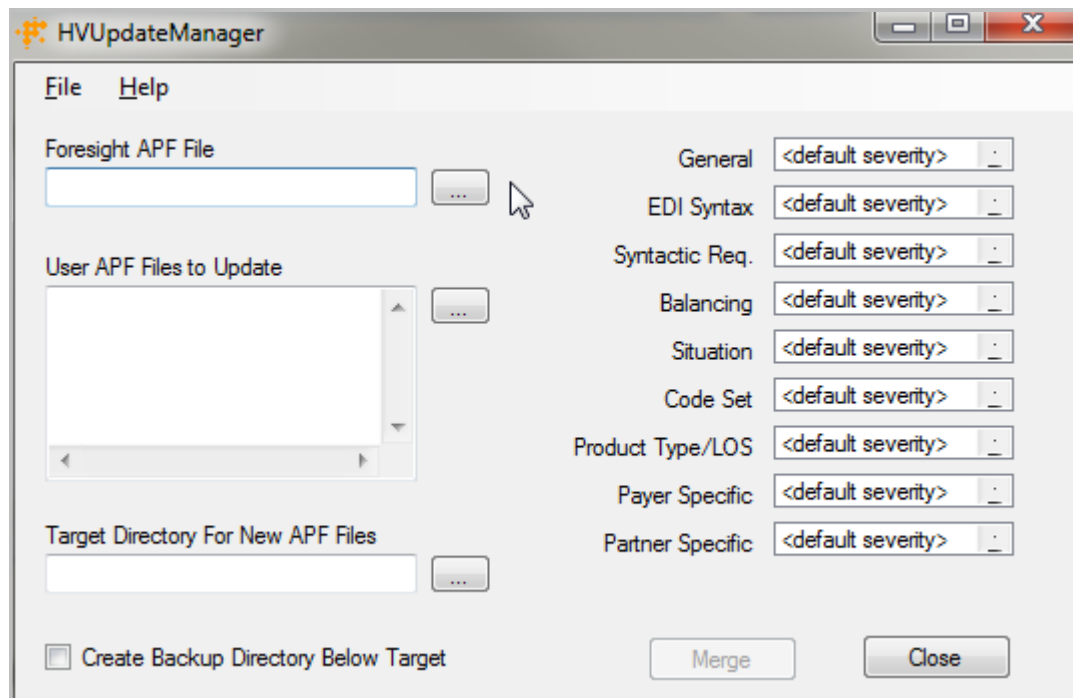 HVUpdateManager
File Help
Foresight APF File
...
User APF Files to Update
...
Target Directory For New APF Files
...
Create Backup Directory Below Target
General <default severity>
EDI Syntax <default severity>
Syntactic Req. <default severity>
Balancing <default severity>
Situation <default severity>
Code Set <default severity>
Product Type/LOS <default severity>
Payer Specific <default severity>
Partner Specific <default severity>
Merge Close